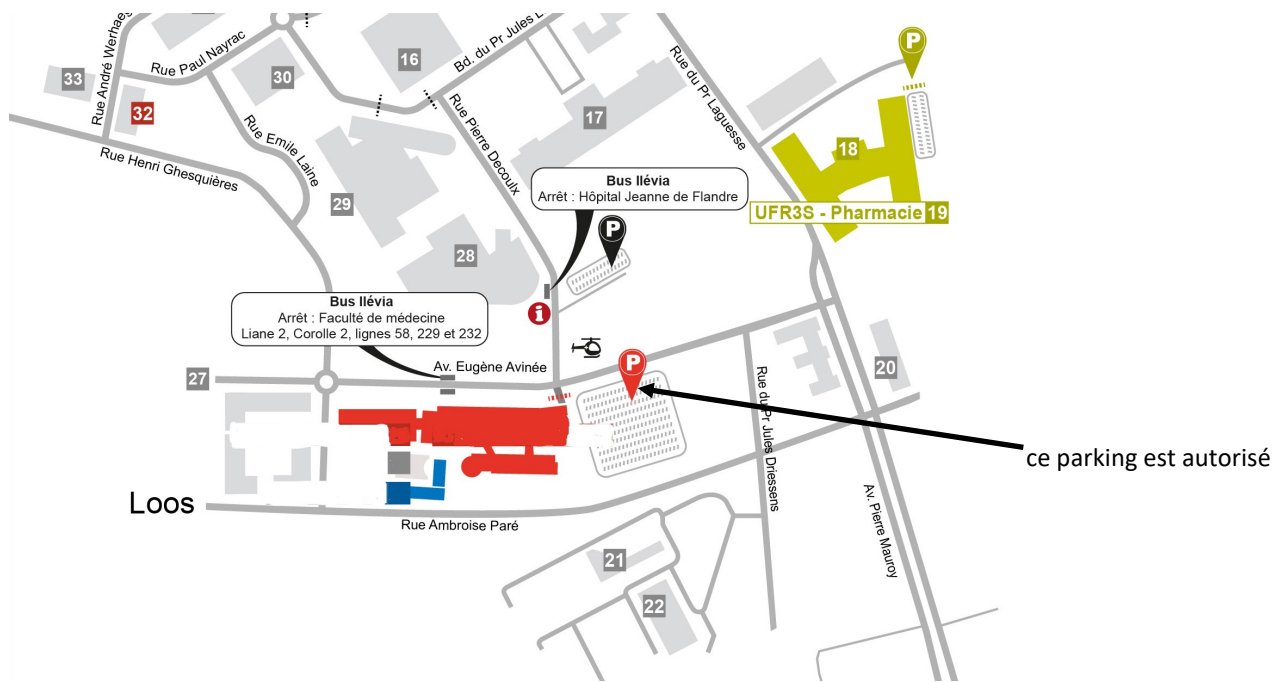 Rue André Werhaeg
Rue Paul Nayrac
33
32
30
16
Bd. du Pr Jules
Rue du Pr Laguesse
P
17
18
UFR3S - Pharmacie 19
Rue Emile Laine
Rue Henri Ghesquières
Rue Pierre Decoulx
29
28
Bus Ilévia
Arrêt : Hôpital Jeanne de Flandre
P
Bus Ilévia
Arrêt : Faculté de médecine
Liane 2, Corolle 2, lignes 58, 229 et 232
i
27
Av. Eugène Avinée
P
20
Rue du Pr Jules Driessens
ce parking est autorisé
Loos
Rue Ambroise Paré
Av. Pierre Mauroy
21
22